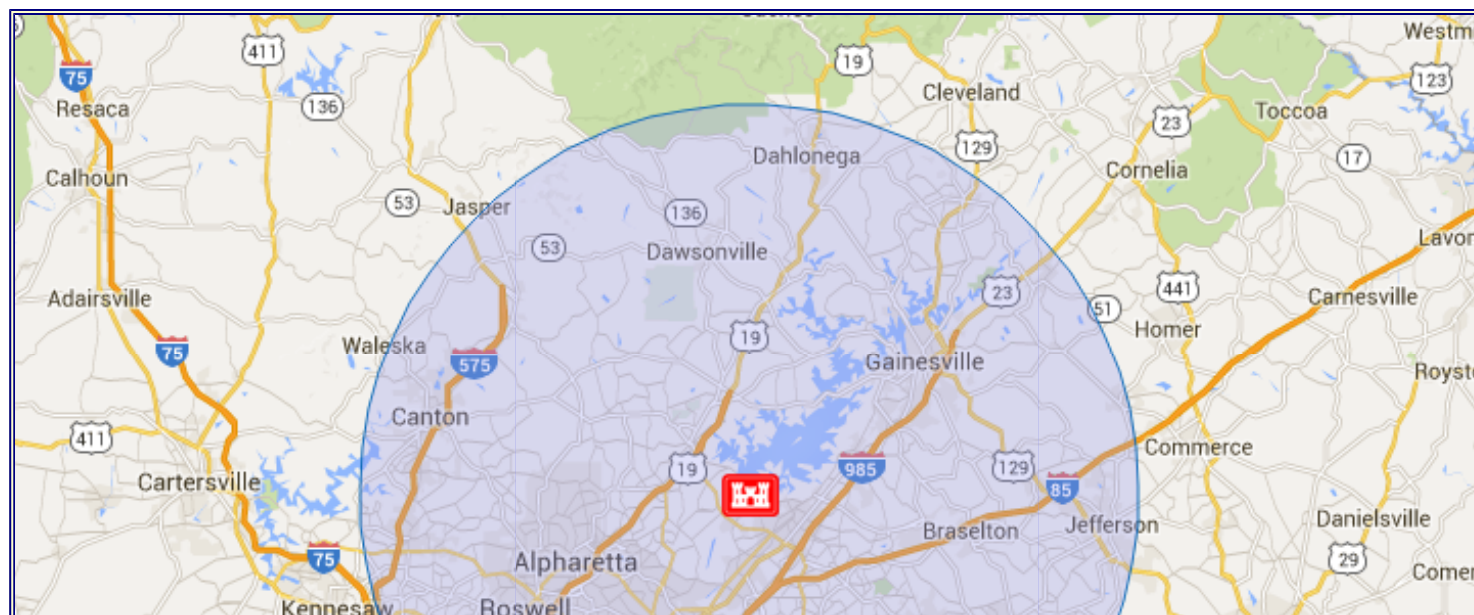 19
Westm
411
75
123
Cleveland
136
Resaca
Toccoa
23
129
Dahlonega
17
Calhoun
Cornelia
53
Jasper
136
53
Dawsonville
Lavon
441
23
Adairsville
Carnesville
51
Homer
19
Waleska
75
575
Gainesville
Royst
Canton
411
Commerce
19
985
129
Cartersville
85
Braselton
Jefferson
Danielsville
75
Alpharetta
29
Comer
Kennesaw
Roswell